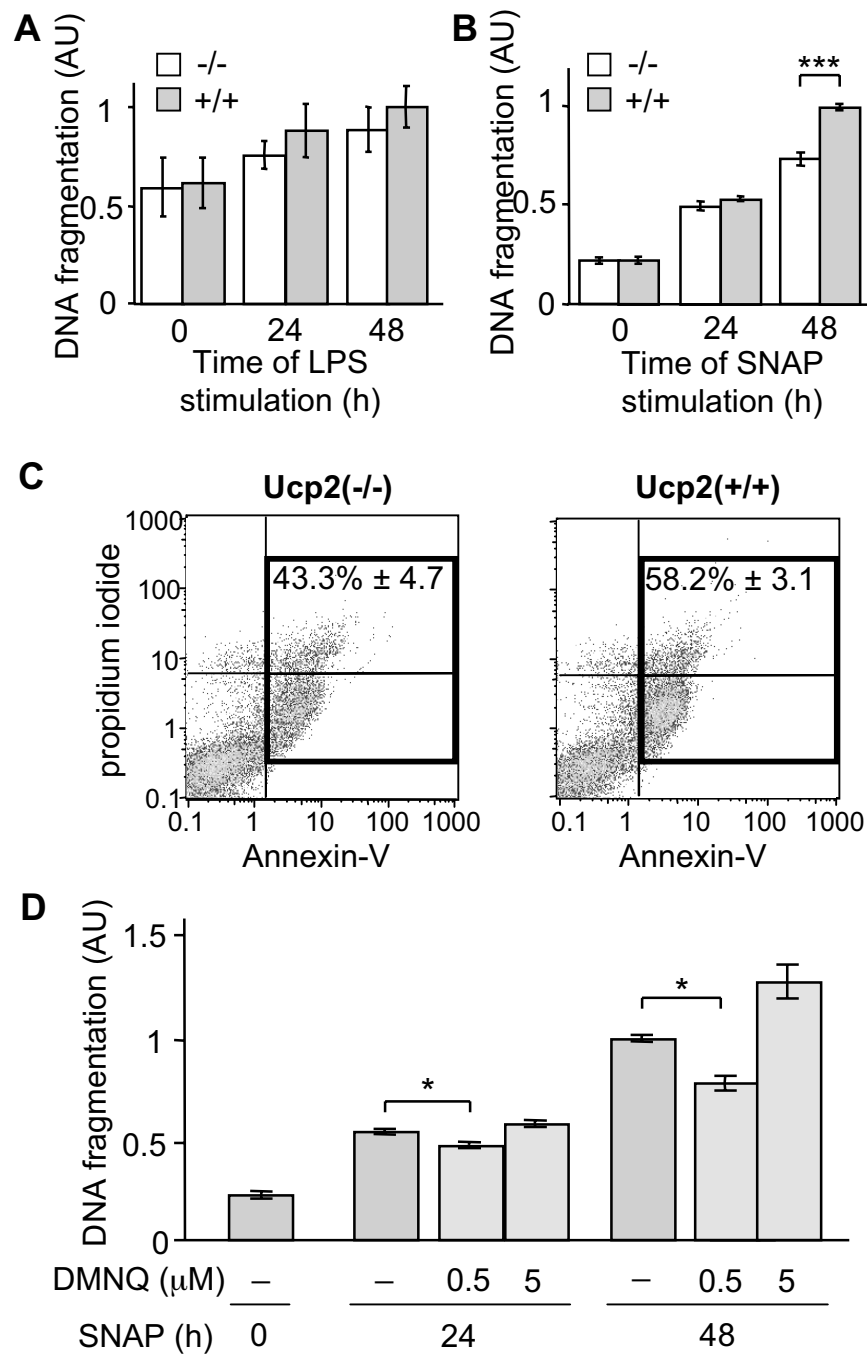 A
DNA fragmentation (AU)
-/-
+/+
1
0.5
0
0 24 48
Time of LPS
stimulation (h)
B
DNA fragmentation (AU)
-/-
+/+
***
1
0.5
0
0 24 48
Time of SNAP
stimulation (h)
C
Ucp2(-/-)
propidium iodide
1000
100
10
1
0.1
43.3% ± 4.7
0.1 1 10 100 1000
Annexin-V
Ucp2(+/+)
58.2% ± 3.1
0.1 1 10 100 1000
Annexin-V
D
DNA fragmentation (AU)
1.5
1
0.5
0
*
*
DMNQ (μM) – – 0.5 5 – 0.5 5
SNAP (h) 0 24 48